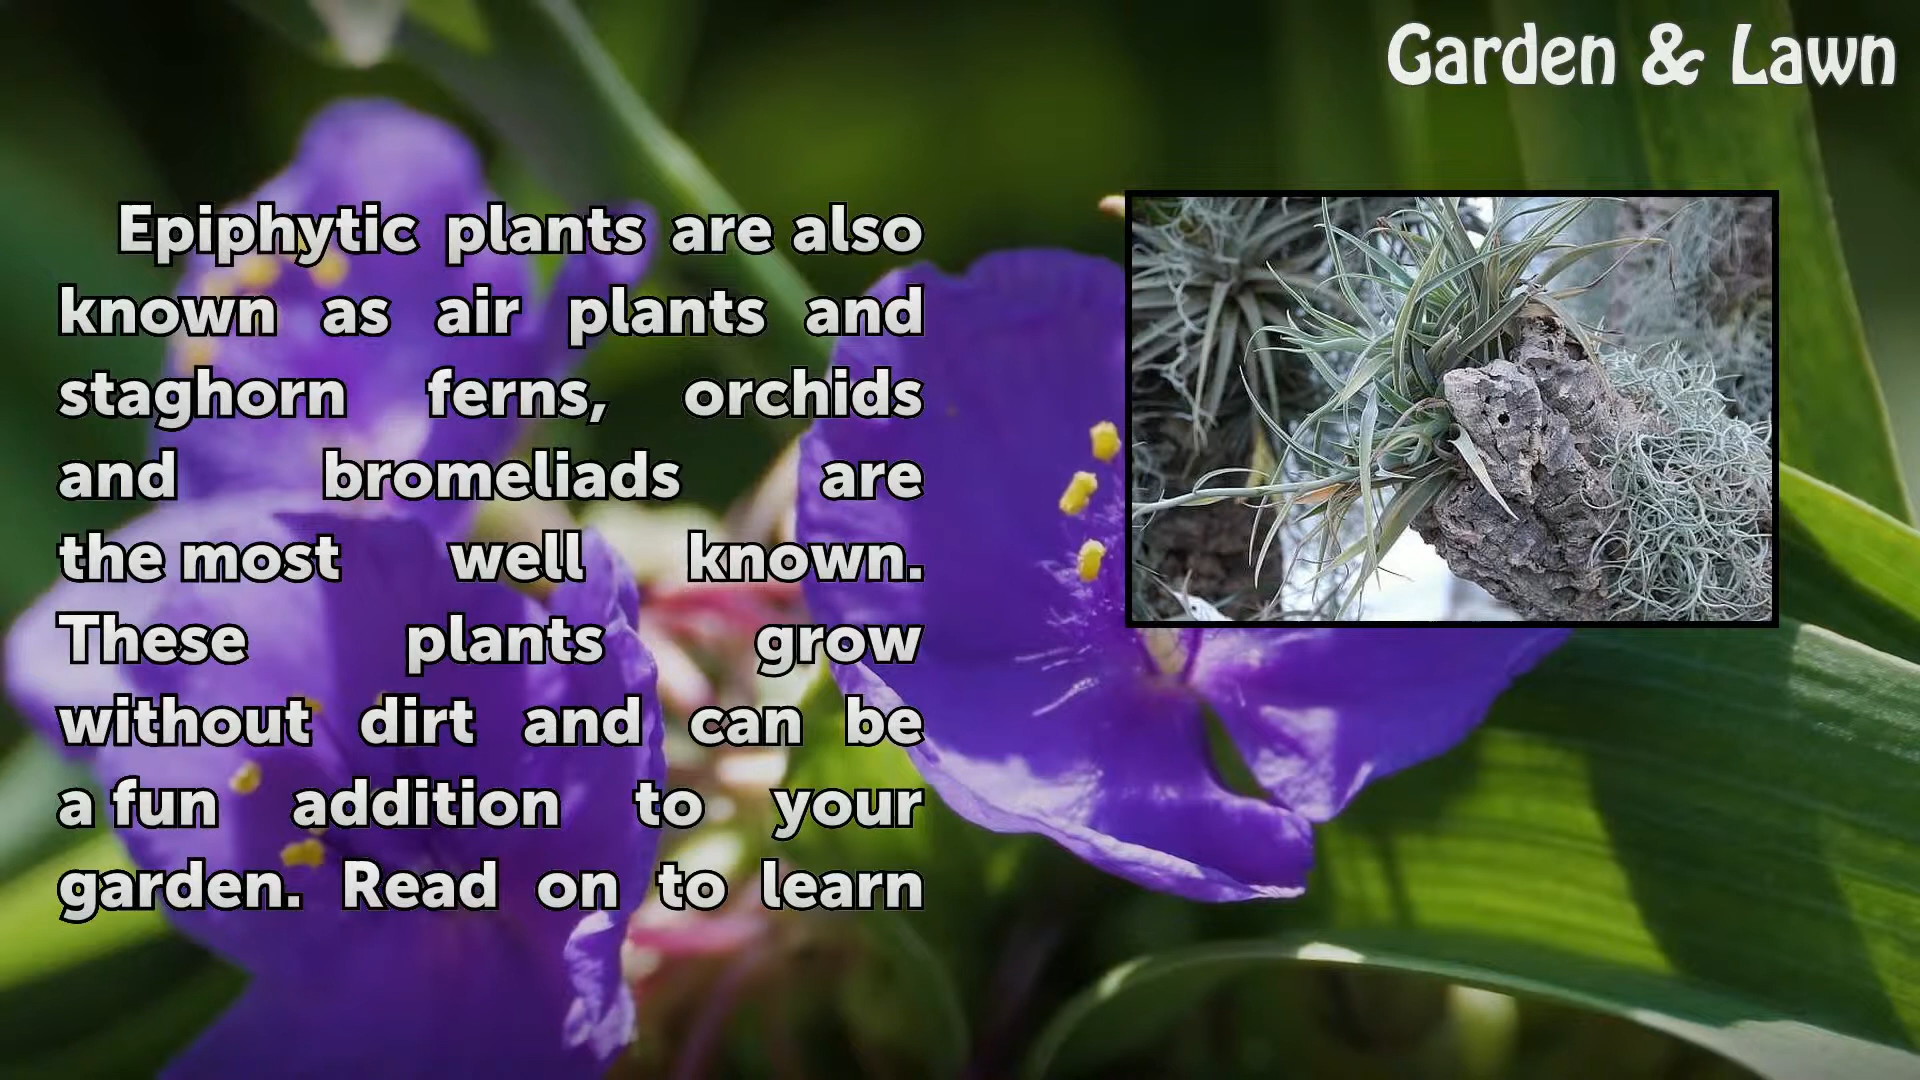 Garden & Lawn
Epiphytic plants are also
known as air plants and
staghorn ferns, orchids
and bromeliads are
the most well known.
These plants grow
without dirt and can be
a fun addition to your
garden. Read on to learn